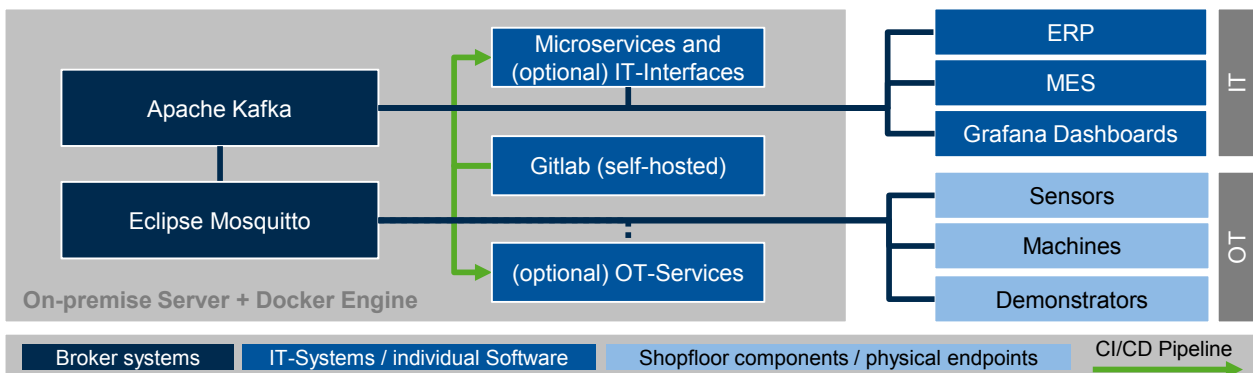 Microservices and
(optional) IT-Interfaces
Apache Kafka
Gitlab (self-hosted)
Eclipse Mosquitto
(optional) OT-Services
On-premise Server + Docker Engine
ERP
MES
Grafana Dashboards
IT
Sensors
Machines
Demonstrators
OT
Broker systems
IT-Systems / individual Software
Shopfloor components / physical endpoints
CI/CD Pipeline